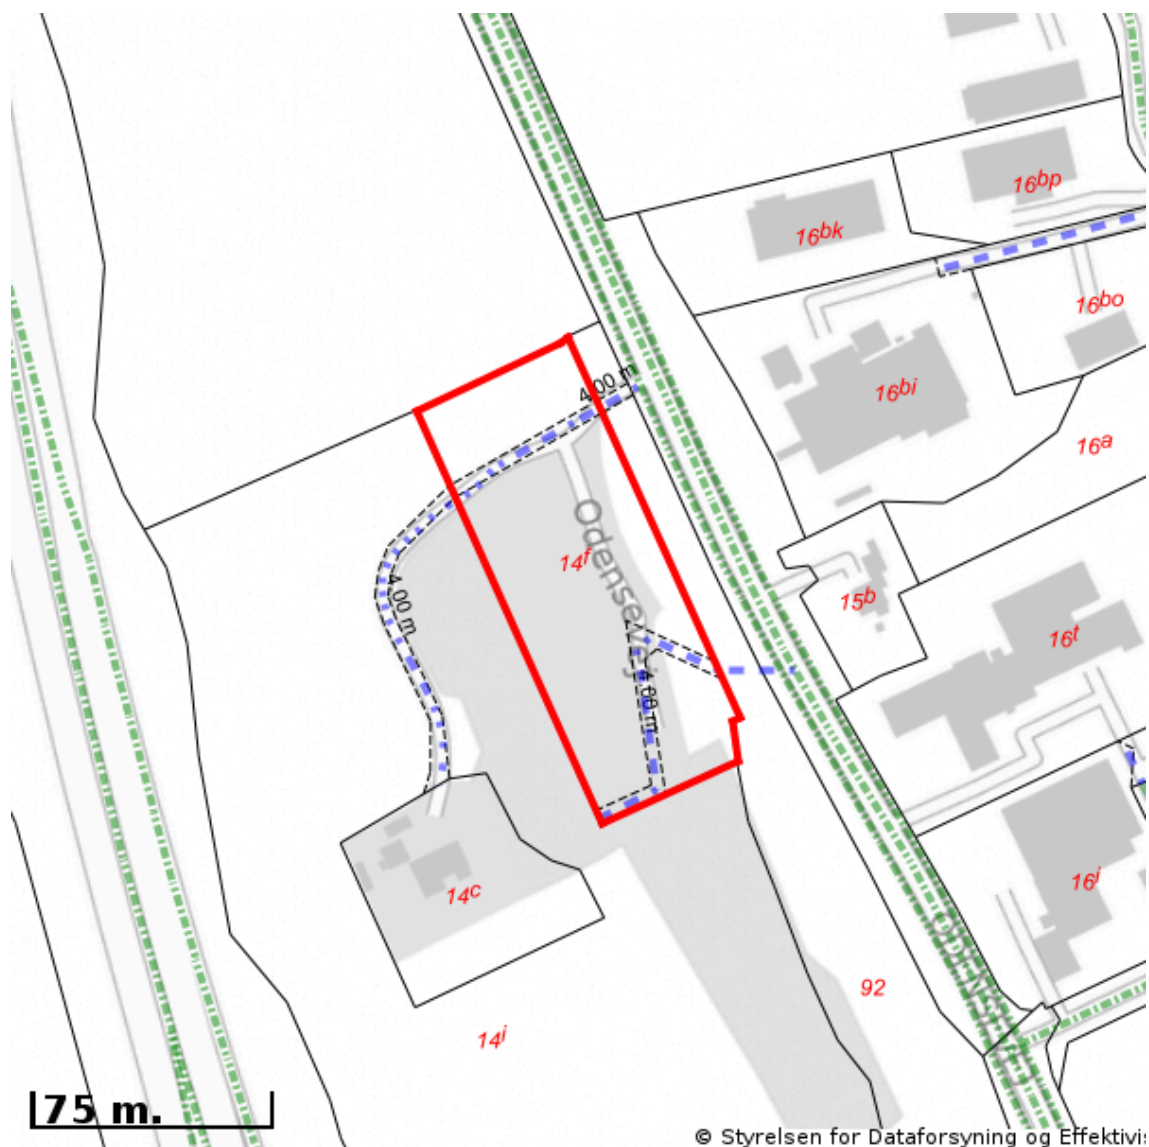 16bp
16bk
16bo
4.00 m
16bi
16a
Odensevej
14f
4.00 m
15b
16t
4.00 m
16j
14c
92
14i
75 m.
© Styrelsen for Dataforsyning og Effektivis